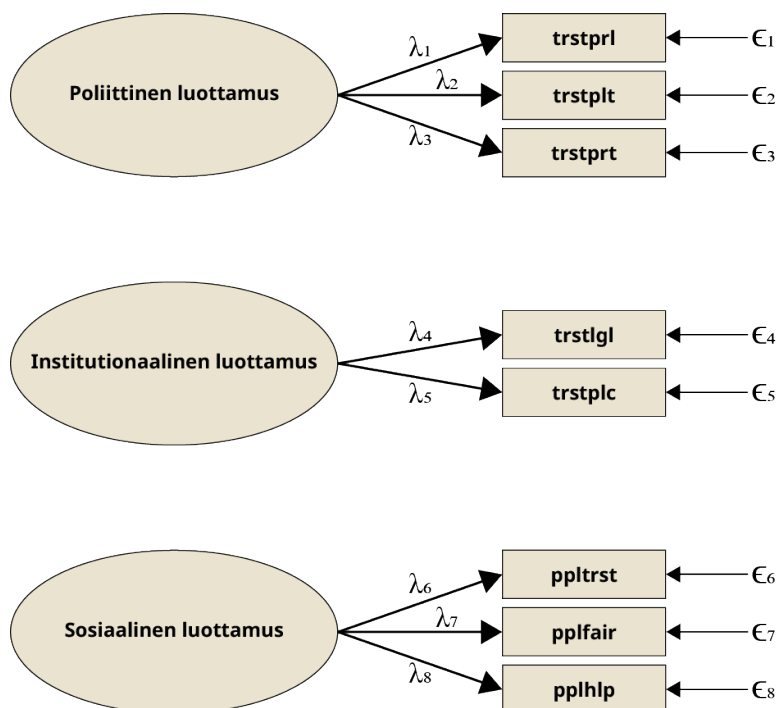 λ1
trstprl
ϵ1
Poliittinen luottamus
λ2
trstplt
ϵ2
λ3
trstprt
ϵ3
λ4
trstlgl
ϵ4
Institutionaalinen luottamus
λ5
trstplc
ϵ5
λ6
ppltrst
ϵ6
Sosiaalinen luottamus
λ7
pplfair
ϵ7
λ8
pplhlp
ϵ8